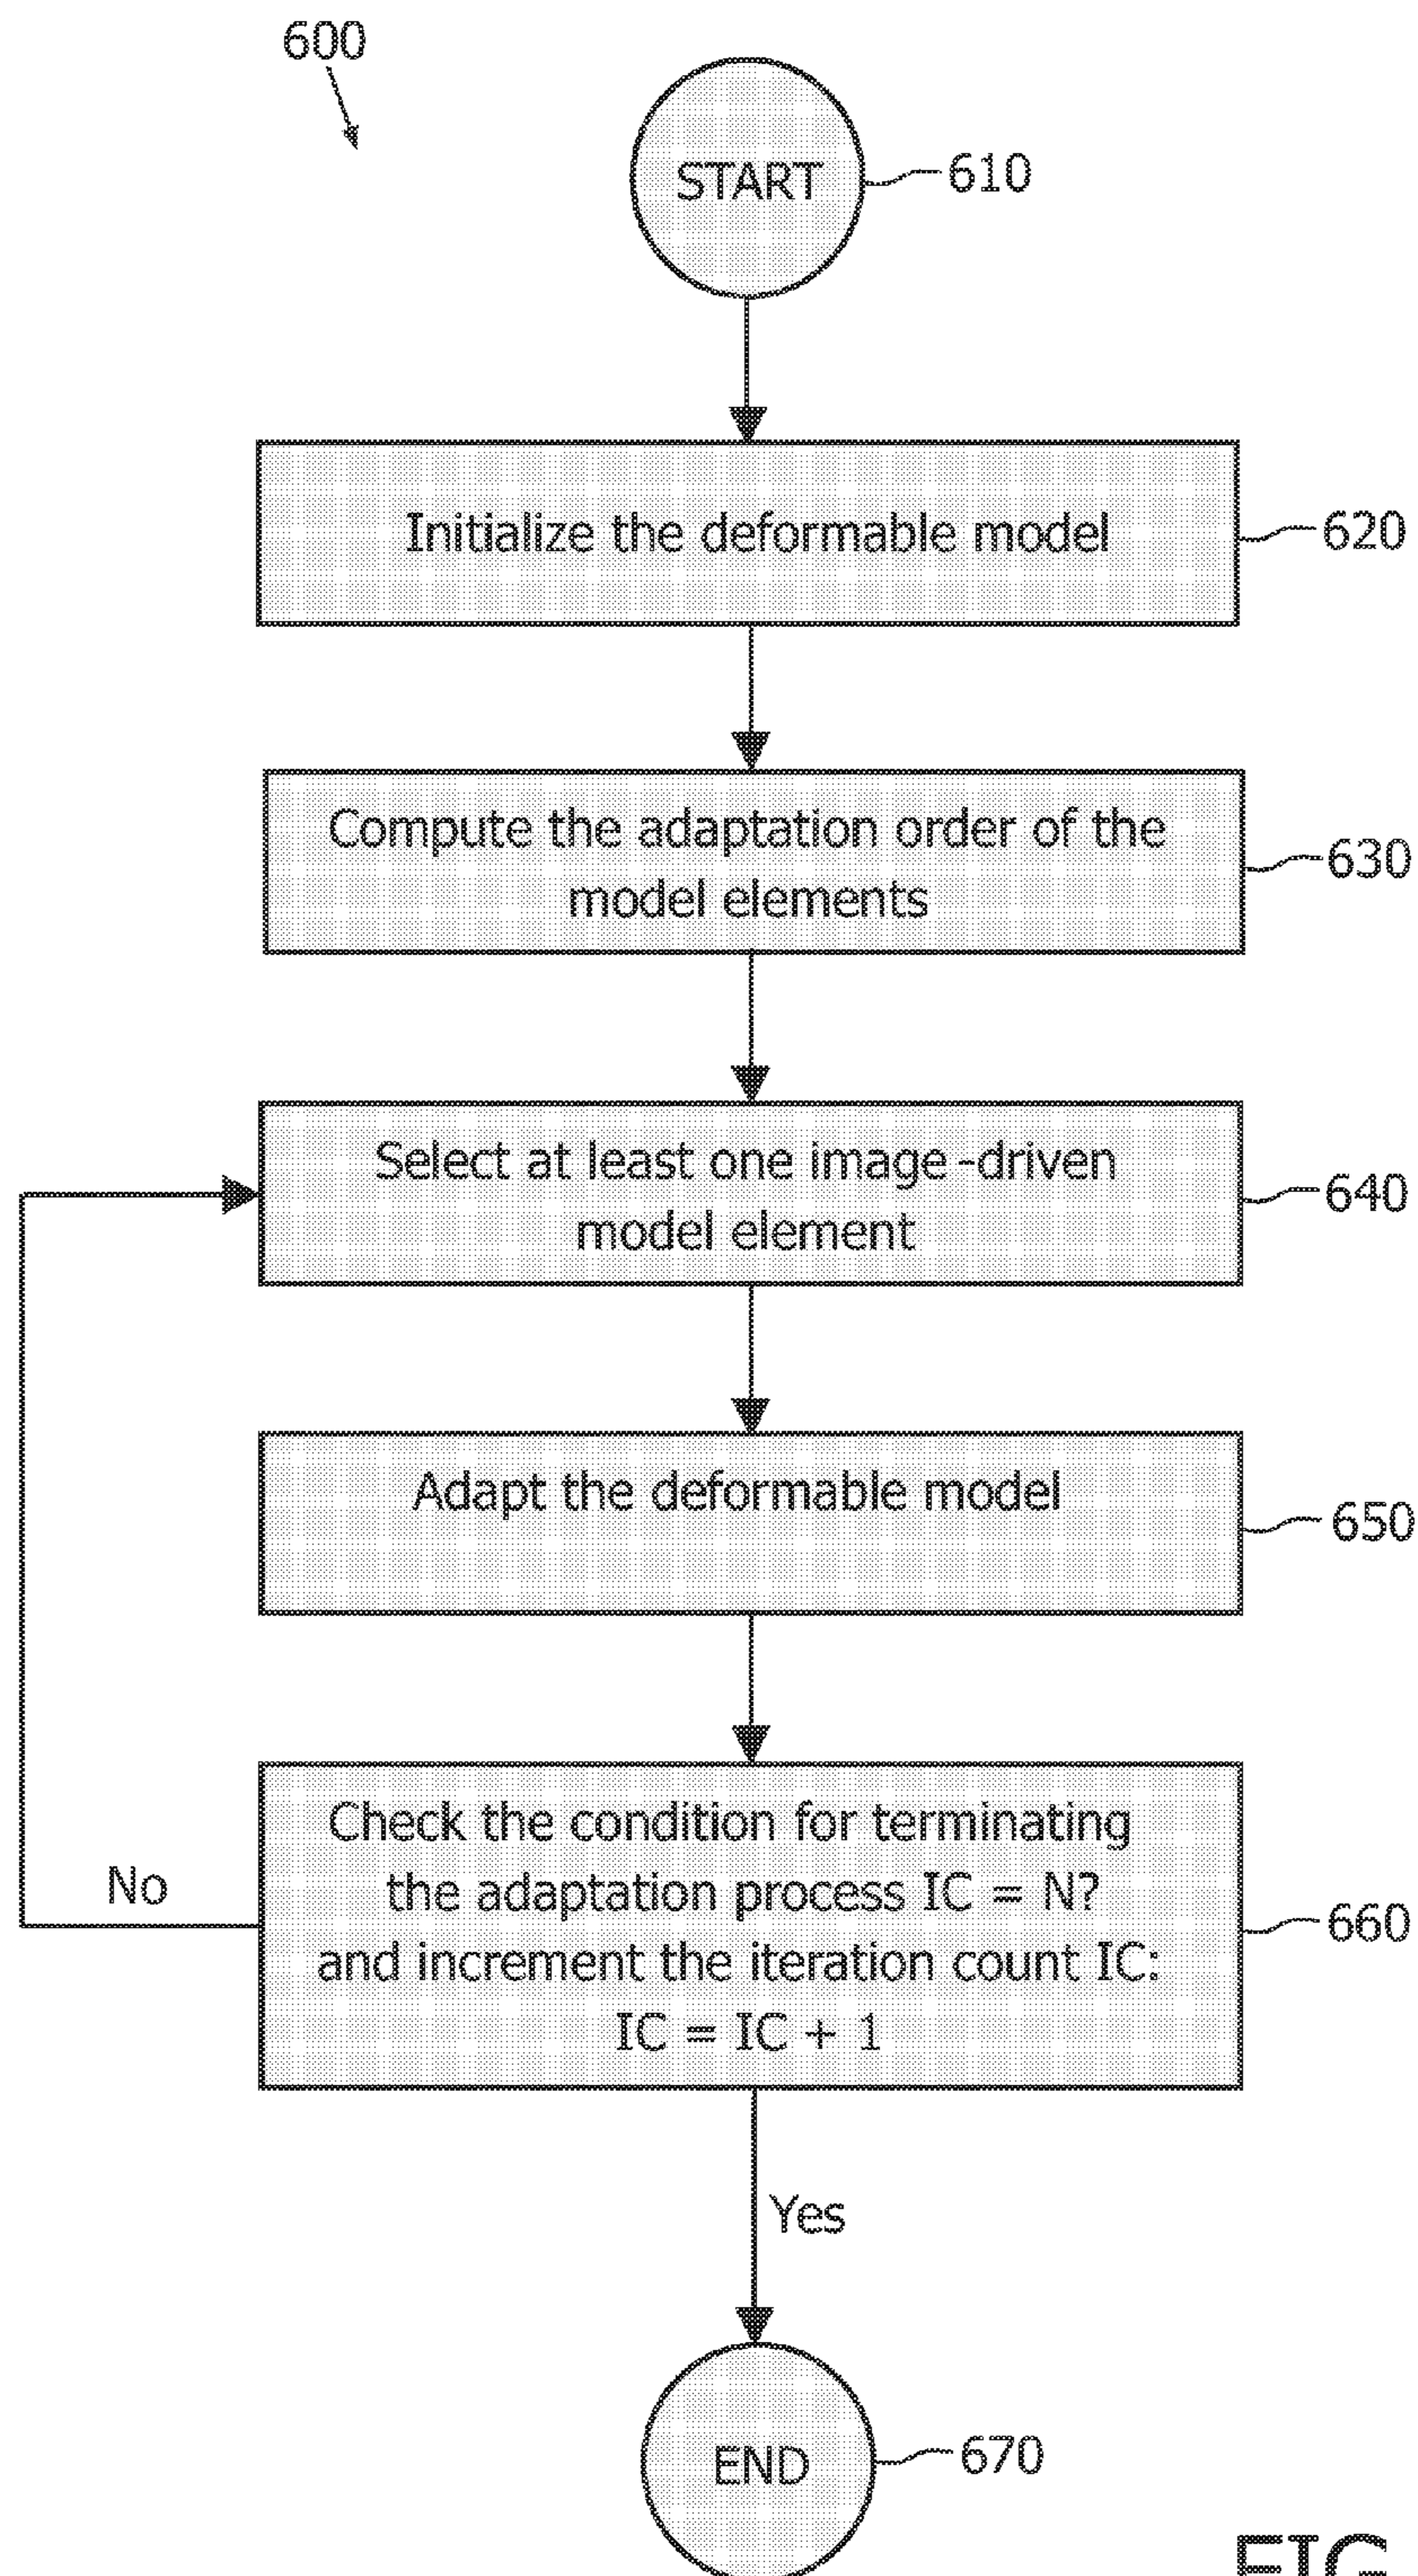 600
START
610
Initialize the deformable model
620
Compute the adaptation order of the
model elements
630
Select at least one image-driven
model element
640
Adapt the deformable model
650
Check the condition for terminating
the adaptation process IC = N?
and increment the iteration count IC:
IC = IC + 1
660
No
Yes
END
670
FIG